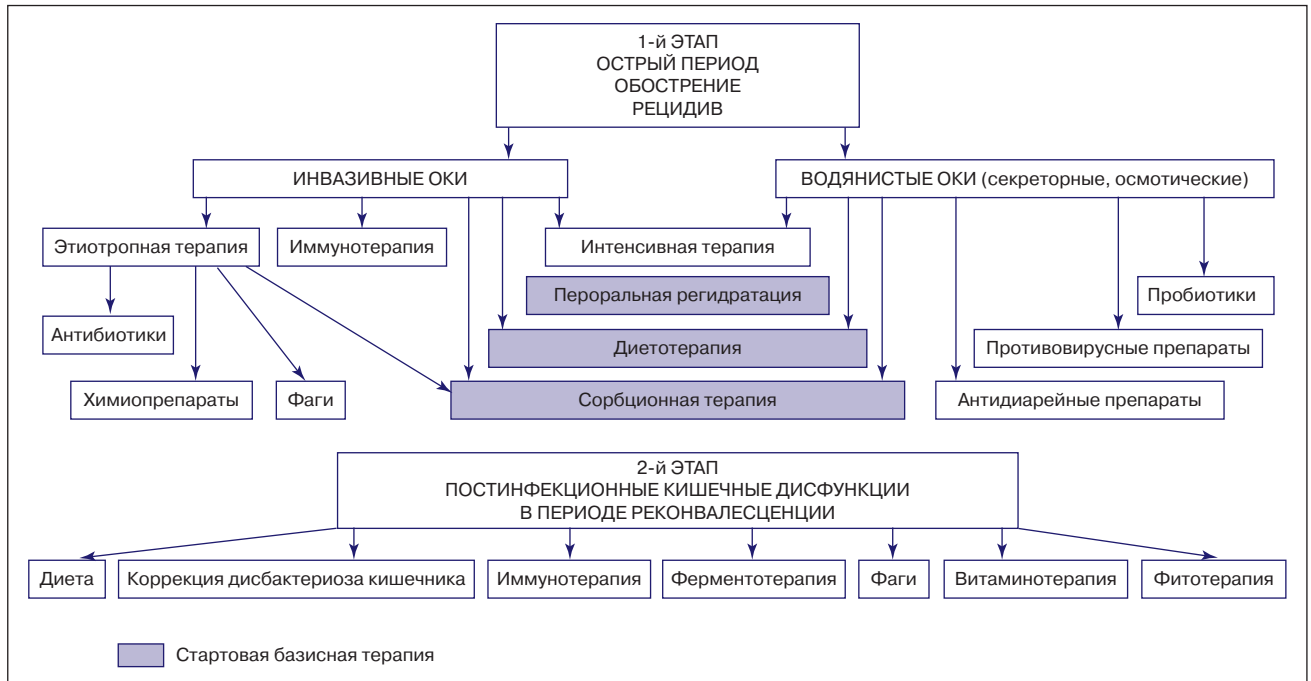 1-й ЭТАП
ОСТРЫЙ ПЕРИОД
ОБОСТРЕНИЕ
РЕЦИДИВ
ИНВАЗИВНЫЕ ОКИ
ВОДЯНИСТЫЕ ОКИ (секреторные, осмотические)
Этиотропная терапия
Иммунотерапия
Интенсивная терапия
Пероральная регидратация
Пробиотики
Антибиотики
Диетотерапия
Противовирусные препараты
Химиопрепараты
Фаги
Сорбционная терапия
Антидиарейные препараты
2-й ЭТАП
ПОСТИНФЕКЦИОННЫЕ КИШЕЧНЫЕ ДИСФУНКЦИИ
В ПЕРИОДЕ РЕКОНВАЛЕСЦЕНЦИИ
Диета
Коррекция дисбактериоза кишечника
Иммунотерапия
Ферментотерапия
Фаги
Витаминотерапия
Фитотерапия
Стартовая базисная терапия